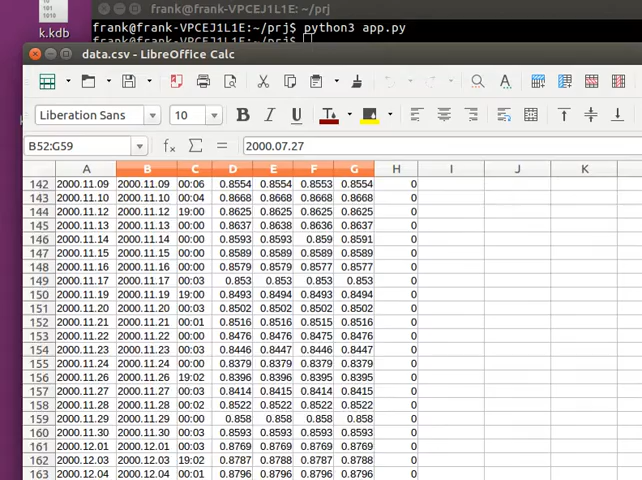 frank@frank-VPCEJ1L1E: ~/prj
k.kdb
frank@frank-VPCEJ1L1E:~/prj$ python3 app.py
frank@frank-VPCEJ1L1E:~/prj$
data.csv - LibreOffice Calc
Liberation Sans 10
B52:G59 2000.07.27
A B C D E F G H I J K
142 2000.11.09 2000.11.09 00:06 0.8554 0.8554 0.8553 0.8554 0
143 2000.11.10 2000.11.10 00:04 0.8668 0.8668 0.8668 0.8668 0
144 2000.11.12 2000.11.12 19:00 0.8625 0.8625 0.8625 0.8625 0
145 2000.11.13 2000.11.13 00:00 0.8637 0.8638 0.8636 0.8637 0
146 2000.11.14 2000.11.14 00:00 0.8593 0.8593 0.859 0.8591 0
147 2000.11.15 2000.11.15 00:00 0.8589 0.8589 0.8589 0.8589 0
148 2000.11.16 2000.11.16 00:00 0.8579 0.8579 0.8577 0.8577 0
149 2000.11.17 2000.11.17 00:03 0.853 0.853 0.853 0.853 0
150 2000.11.19 2000.11.19 19:00 0.8493 0.8494 0.8493 0.8494 0
151 2000.11.20 2000.11.20 00:03 0.8502 0.8502 0.8502 0.8502 0
152 2000.11.21 2000.11.21 00:01 0.8516 0.8516 0.8515 0.8516 0
153 2000.11.22 2000.11.22 00:00 0.8476 0.8476 0.8475 0.8476 0
154 2000.11.23 2000.11.23 00:03 0.8446 0.8447 0.8446 0.8447 0
155 2000.11.24 2000.11.24 00:00 0.8379 0.8379 0.8379 0.8379 0
156 2000.11.26 2000.11.26 19:02 0.8396 0.8396 0.8395 0.8395 0
157 2000.11.27 2000.11.27 00:03 0.8414 0.8415 0.8414 0.8415 0
158 2000.11.28 2000.11.28 00:02 0.8522 0.8522 0.8522 0.8522 0
159 2000.11.29 2000.11.29 00:00 0.858 0.858 0.858 0.858 0
160 2000.11.30 2000.11.30 00:03 0.8593 0.8593 0.8593 0.8593 0
161 2000.12.01 2000.12.01 00:03 0.8769 0.8769 0.8769 0.8769 0
162 2000.12.03 2000.12.03 19:02 0.8787 0.8788 0.8787 0.8788 0
163 2000.12.04 2000.12.04 00:01 0.8796 0.8796 0.8796 0.8796 0